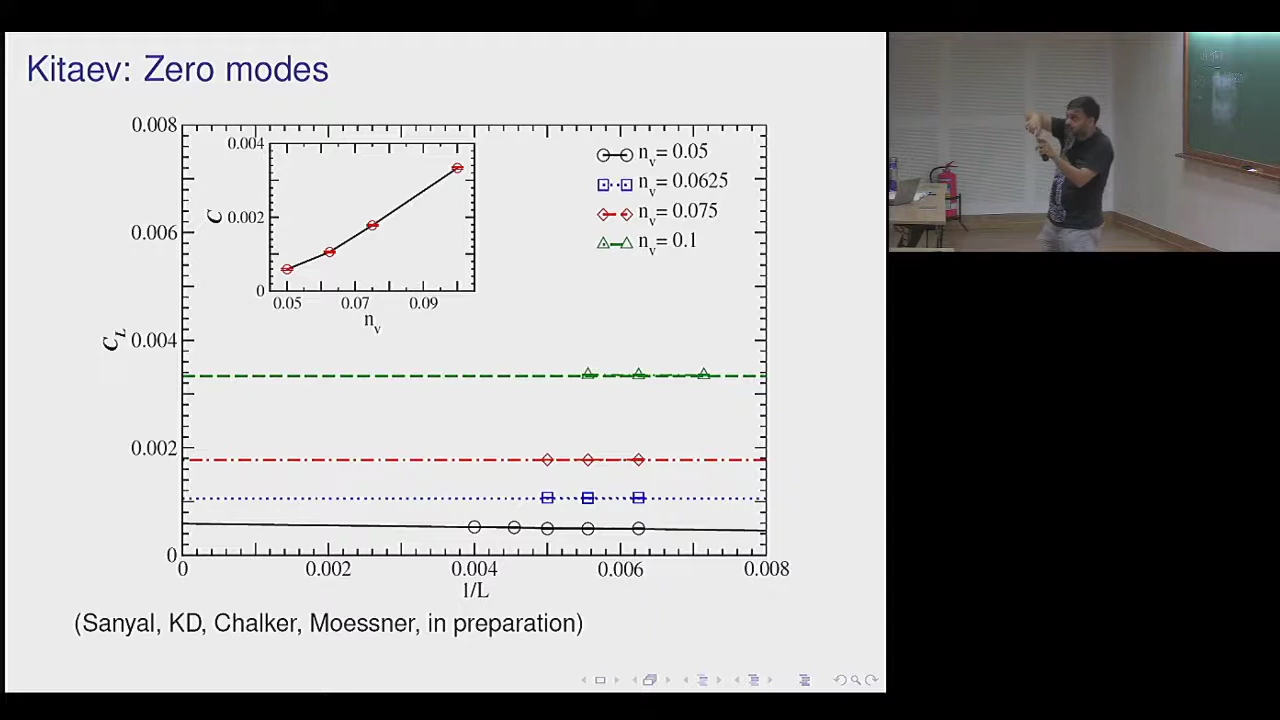 Kitaev: Zero modes
0.008
0.006
0.004
0.002
0
C_L
0 0.002 0.004 0.006 0.008
1/L
0.004
0.002
0
C
0.05 0.07 0.09
n_v
n_v= 0.05
n_v= 0.0625
n_v= 0.075
n_v= 0.1
(Sanyal, KD, Chalker, Moessner, in preparation)